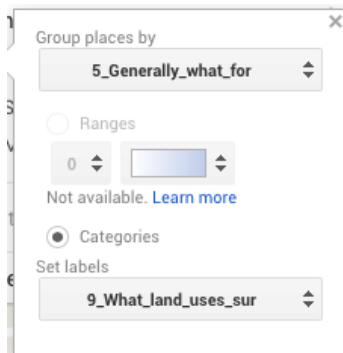 Group places by
5_Generally_what_for
Ranges
0
Not available. Learn more
Categories
Set labels
9_What_land_uses_sur